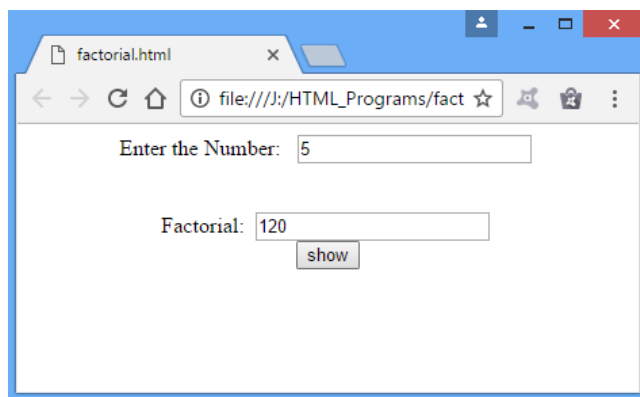 factorial.html
file:///J:/HTML_Programs/fact
Enter the Number: 5
Factorial: 120
show